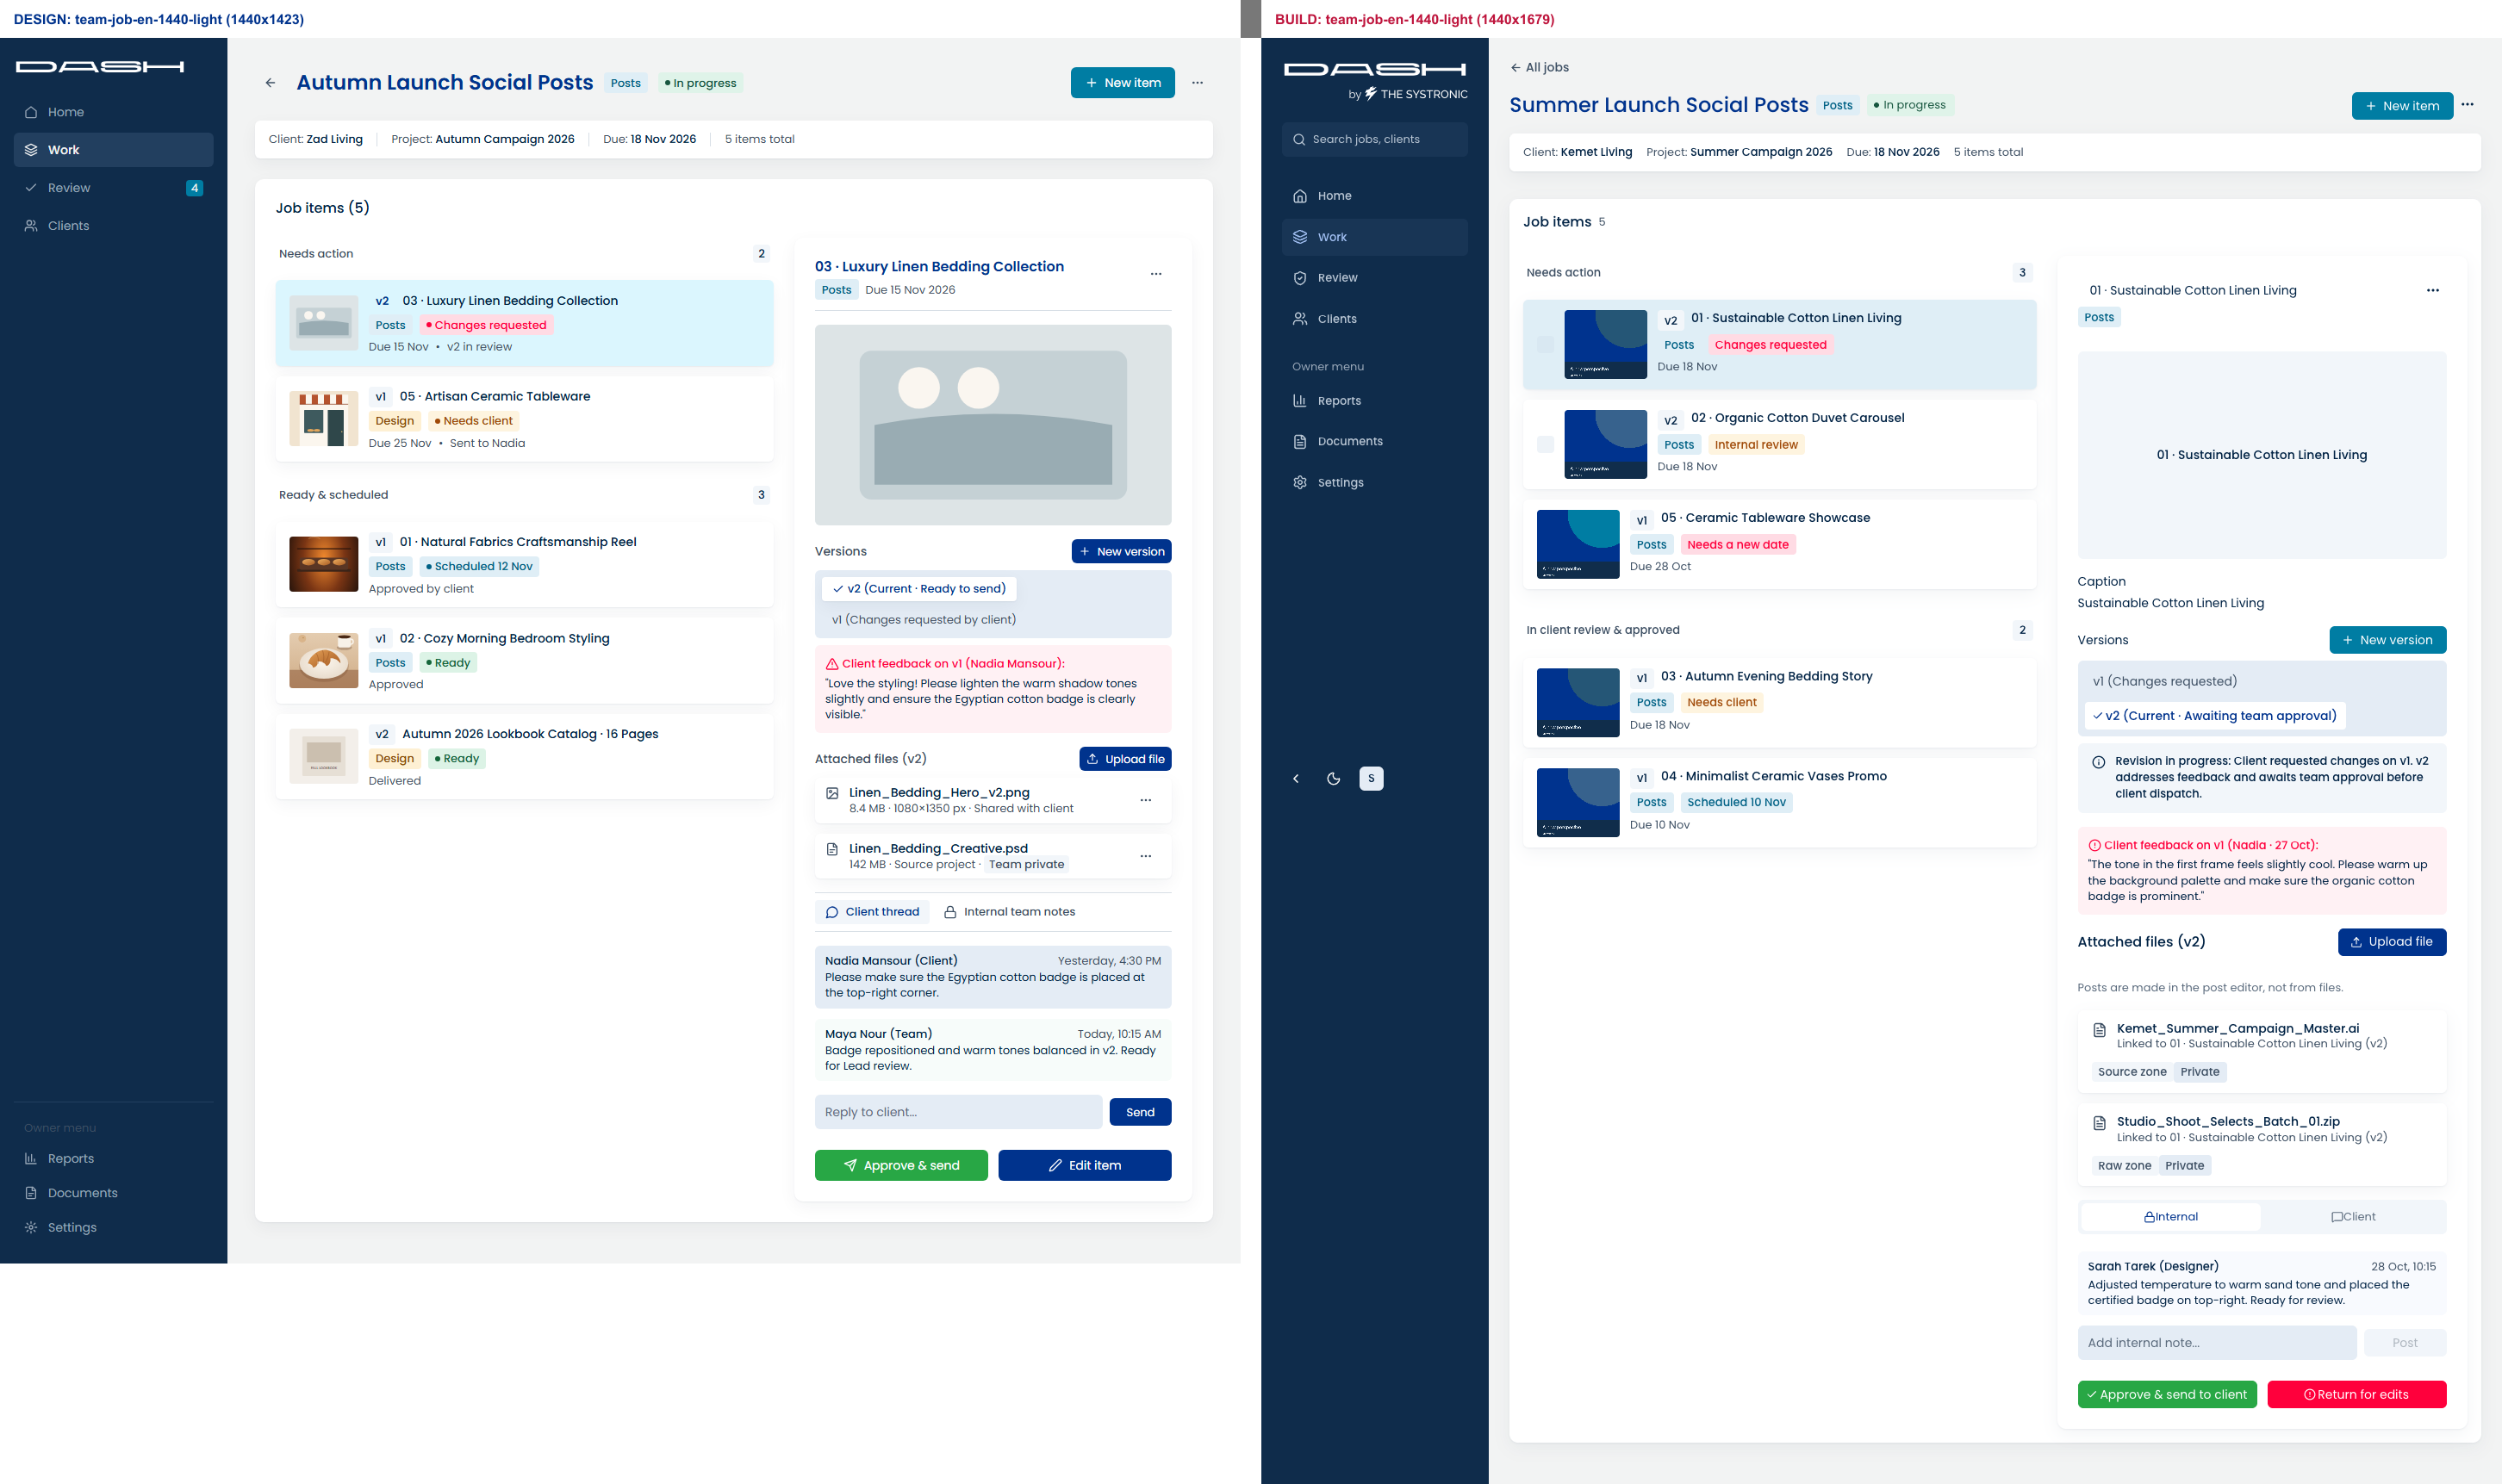 DESIGN: team-job-en-1440-light (1440x1423)
DASH
Home
Work
Review 4
Clients
Owner menu
Reports
Documents
Settings
Autumn Launch Social Posts Posts In progress
+ New item
Client: Zad Living Project: Autumn Campaign 2026 Due: 18 Nov 2026 5 items total
Job items (5)
Needs action 2
v2 03 · Luxury Linen Bedding Collection
Posts Changes requested
Due 15 Nov • v2 in review
v1 05 · Artisan Ceramic Tableware
Design Needs client
Due 25 Nov • Sent to Nadia
Ready & scheduled 3
v1 01 · Natural Fabrics Craftsmanship Reel
Posts Scheduled 12 Nov
Approved by client
v1 02 · Cozy Morning Bedroom Styling
Posts Ready
Approved
v2 Autumn 2026 Lookbook Catalog · 16 Pages
Design Ready
Delivered
03 · Luxury Linen Bedding Collection
Posts Due 15 Nov 2026
Versions + New version
v2 (Current · Ready to send)
v1 (Changes requested by client)
Client feedback on v1 (Nadia Mansour):
"Love the styling! Please lighten the warm shadow tones
slightly and ensure the Egyptian cotton badge is clearly
visible."
Attached files (v2) Upload file
Linen_Bedding_Hero_v2.png
8.4 MB · 1080×1350 px · Shared with client
Linen_Bedding_Creative.psd
142 MB · Source project · Team private
Client thread Internal team notes
Nadia Mansour (Client) Yesterday, 4:30 PM
Please make sure the Egyptian cotton badge is placed at
the top-right corner.
Maya Nour (Team) Today, 10:15 AM
Badge repositioned and warm tones balanced in v2. Ready
for Lead review.
Reply to client... Send
Approve & send Edit item
BUILD: team-job-en-1440-light (1440x1679)
DASH
by THE SYSTRONIC
Search jobs, clients
Home
Work
Review
Clients
Owner menu
Reports
Documents
Settings
S
All jobs
Summer Launch Social Posts Posts In progress
+ New item
Client: Kemet Living Project: Summer Campaign 2026 Due: 18 Nov 2026 5 items total
Job items 5
Needs action 3
v2 01 · Sustainable Cotton Linen Living
Posts Changes requested
Due 18 Nov
v2 02 · Organic Cotton Duvet Carousel
Posts Internal review
Due 18 Nov
v1 05 · Ceramic Tableware Showcase
Posts Needs a new date
Due 28 Oct
In client review & approved 2
v1 03 · Autumn Evening Bedding Story
Posts Needs client
Due 18 Nov
v1 04 · Minimalist Ceramic Vases Promo
Posts Scheduled 10 Nov
Due 10 Nov
01 · Sustainable Cotton Linen Living
Posts
01 · Sustainable Cotton Linen Living
Caption
Sustainable Cotton Linen Living
Versions + New version
v1 (Changes requested)
v2 (Current · Awaiting team approval)
Revision in progress: Client requested changes on v1. v2
addresses feedback and awaits team approval before
client dispatch.
Client feedback on v1 (Nadia · 27 Oct):
"The tone in the first frame feels slightly cool. Please warm up
the background palette and make sure the organic cotton
badge is prominent."
Attached files (v2) Upload file
Posts are made in the post editor, not from files.
Kemet_Summer_Campaign_Master.ai
Linked to 01 · Sustainable Cotton Linen Living (v2)
Source zone Private
Studio_Shoot_Selects_Batch_01.zip
Linked to 01 · Sustainable Cotton Linen Living (v2)
Raw zone Private
Internal Client
Sarah Tarek (Designer) 28 Oct, 10:15
Adjusted temperature to warm sand tone and placed the
certified badge on top-right. Ready for review.
Add internal note... Post
Approve & send to client Return for edits